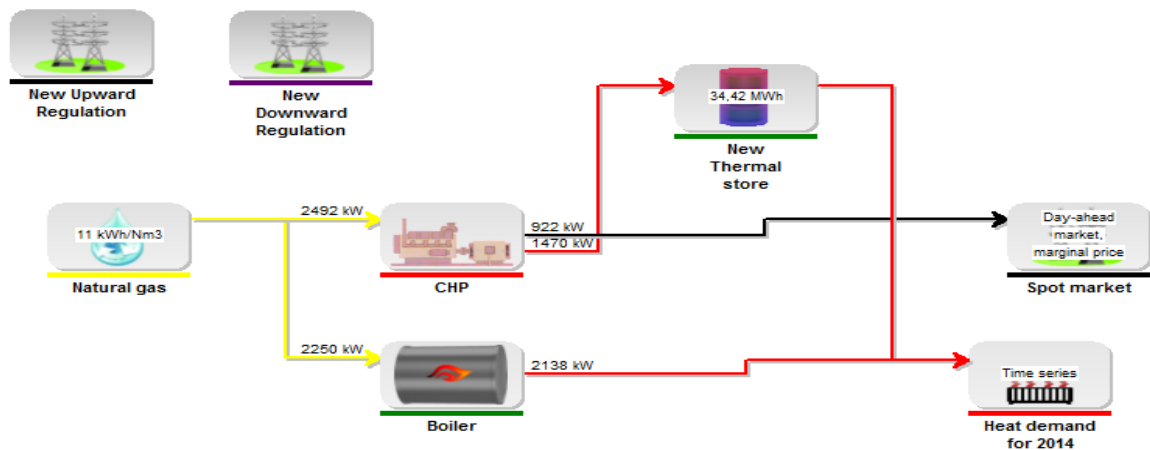 New Upward
Regulation
New
Downward
Regulation
34,42 MWh
New
Thermal
store
11 kWh/Nm3
Natural gas
2492 kW
922 kW
1470 kW
CHP
Day-ahead
market,
marginal price
Spot market
2250 kW
2138 kW
Boiler
Time series
Heat demand
for 2014